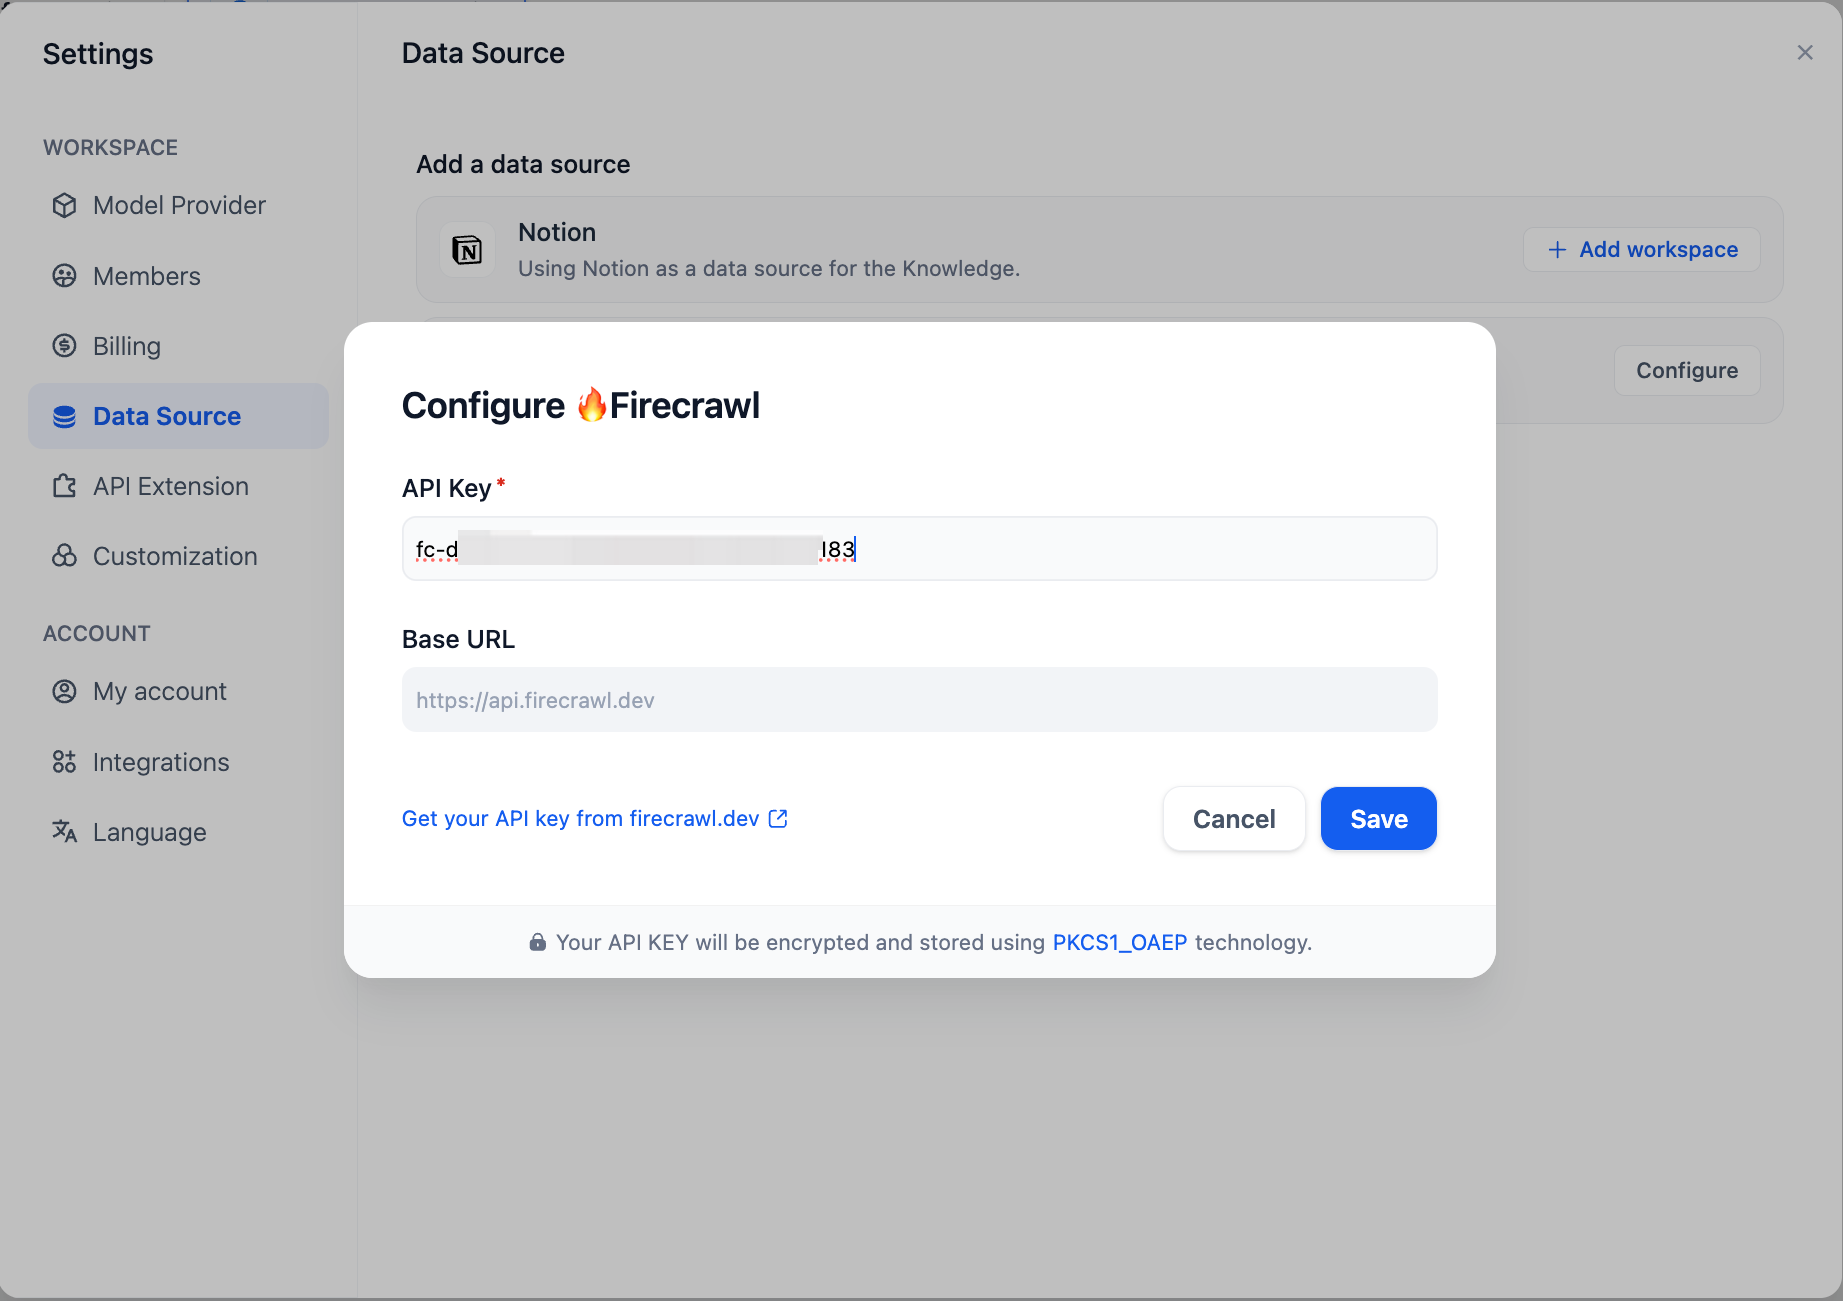 Settings
WORKSPACE
Model Provider
Members
Billing
Data Source
API Extension
Customization
ACCOUNT
My account
Integrations
Language
Data Source
Add a data source
Notion
Using Notion as a data source for the Knowledge.
Add workspace
Configure
Configure 🔥Firecrawl
API Key*
fc-d
183
Base URL
https://api.firecrawl.dev
Get your API key from firecrawl.dev
Cancel
Save
Your API KEY will be encrypted and stored using PKCS1_OAEP technology.